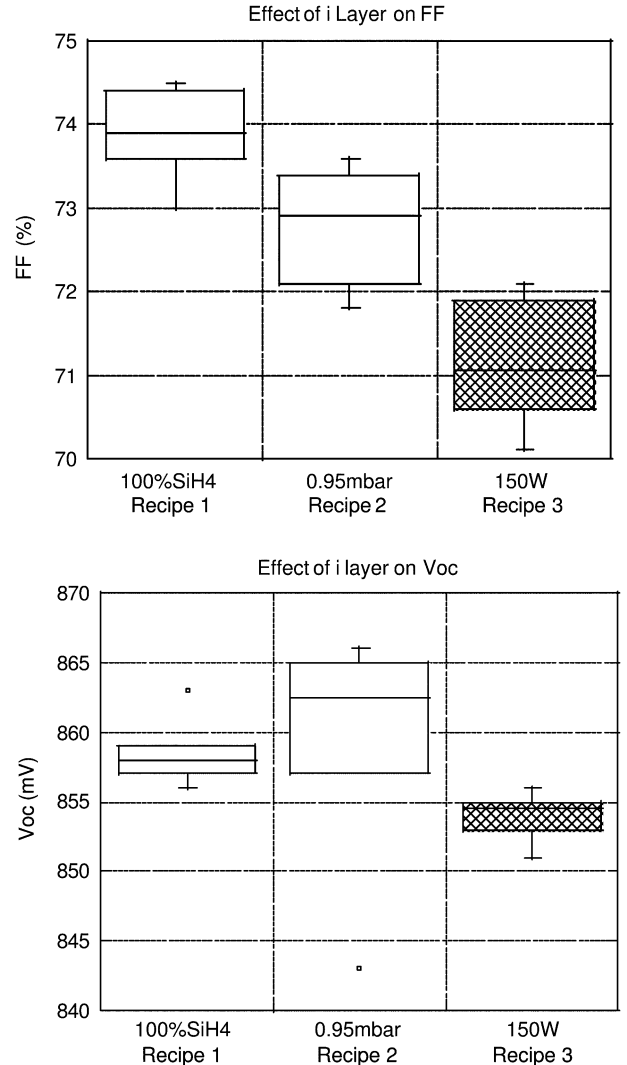 Effect of i Layer on FF
75
74
73
72
71
70
FF (%)
100%SiH4 0.95mbar 150W
Recipe 1 Recipe 2 Recipe 3
Effect of i layer on Voc
870
865
860
855
850
845
840
Voc (mV)
100%SiH4 0.95mbar 150W
Recipe 1 Recipe 2 Recipe 3